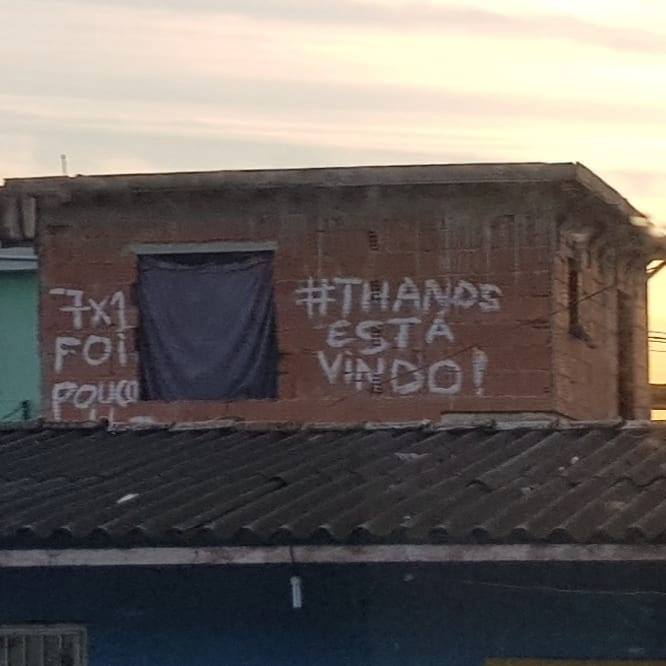 7x1
FOI
POUCO
#THANOS
ESTÁ
VINDO!